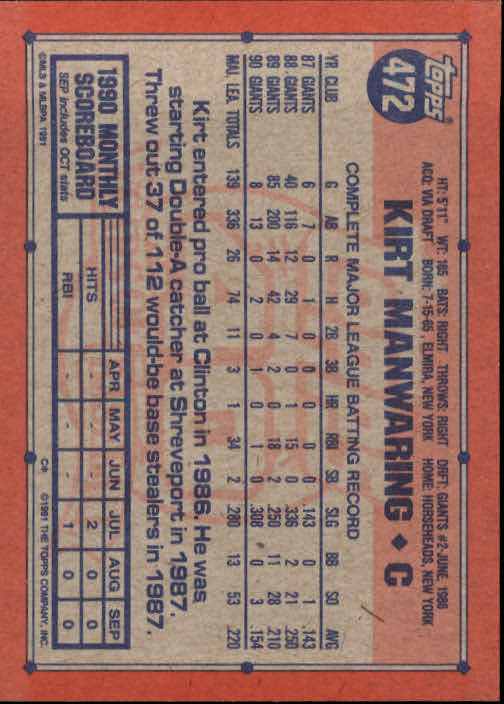 TOPPS
472
HT: 5'11" WT: 185 BATS: RIGHT THROWS: RIGHT DRFT: GIANTS #2-JUNE, 1986
ACQ: VIA DRAFT BORN: 7-15-65, ELMIRA, NEW YORK HOME: HORSEHEADS, NEW YORK
KIRT MANWARING ♦ C
COMPLETE MAJOR LEAGUE BATTING RECORD
YR CLUB G AB R H 2B 3B HR RBI SB SLG BB SO AVG
87 GIANTS 6 7 0 1 0 0 0 0 0 .143 0 1 .143
88 GIANTS 40 116 12 29 7 0 1 15 0 .336 2 21 .250
89 GIANTS 85 200 14 42 4 2 0 18 2 .250 11 28 .210
90 GIANTS 8 13 0 2 0 1 0 1 0 .308 0 3 .154
MAJ. LEA. TOTALS 139 336 26 74 11 3 1 34 2 .280 13 53 .220
Kirt entered pro ball at Clinton in 1986. He was
starting Double-A catcher at Shreveport in 1987.
Threw out 37 of 112 would-be base stealers in 1987.
1990 MONTHLY
SCOREBOARD
SEP includes OCT stats
APR MAY JUN JUL AUG SEP
HITS - - - 2 0 0
RBI - - - 1 0 0
©MLB & MLBPA 1991
C* ©1991 THE TOPPS COMPANY, INC.